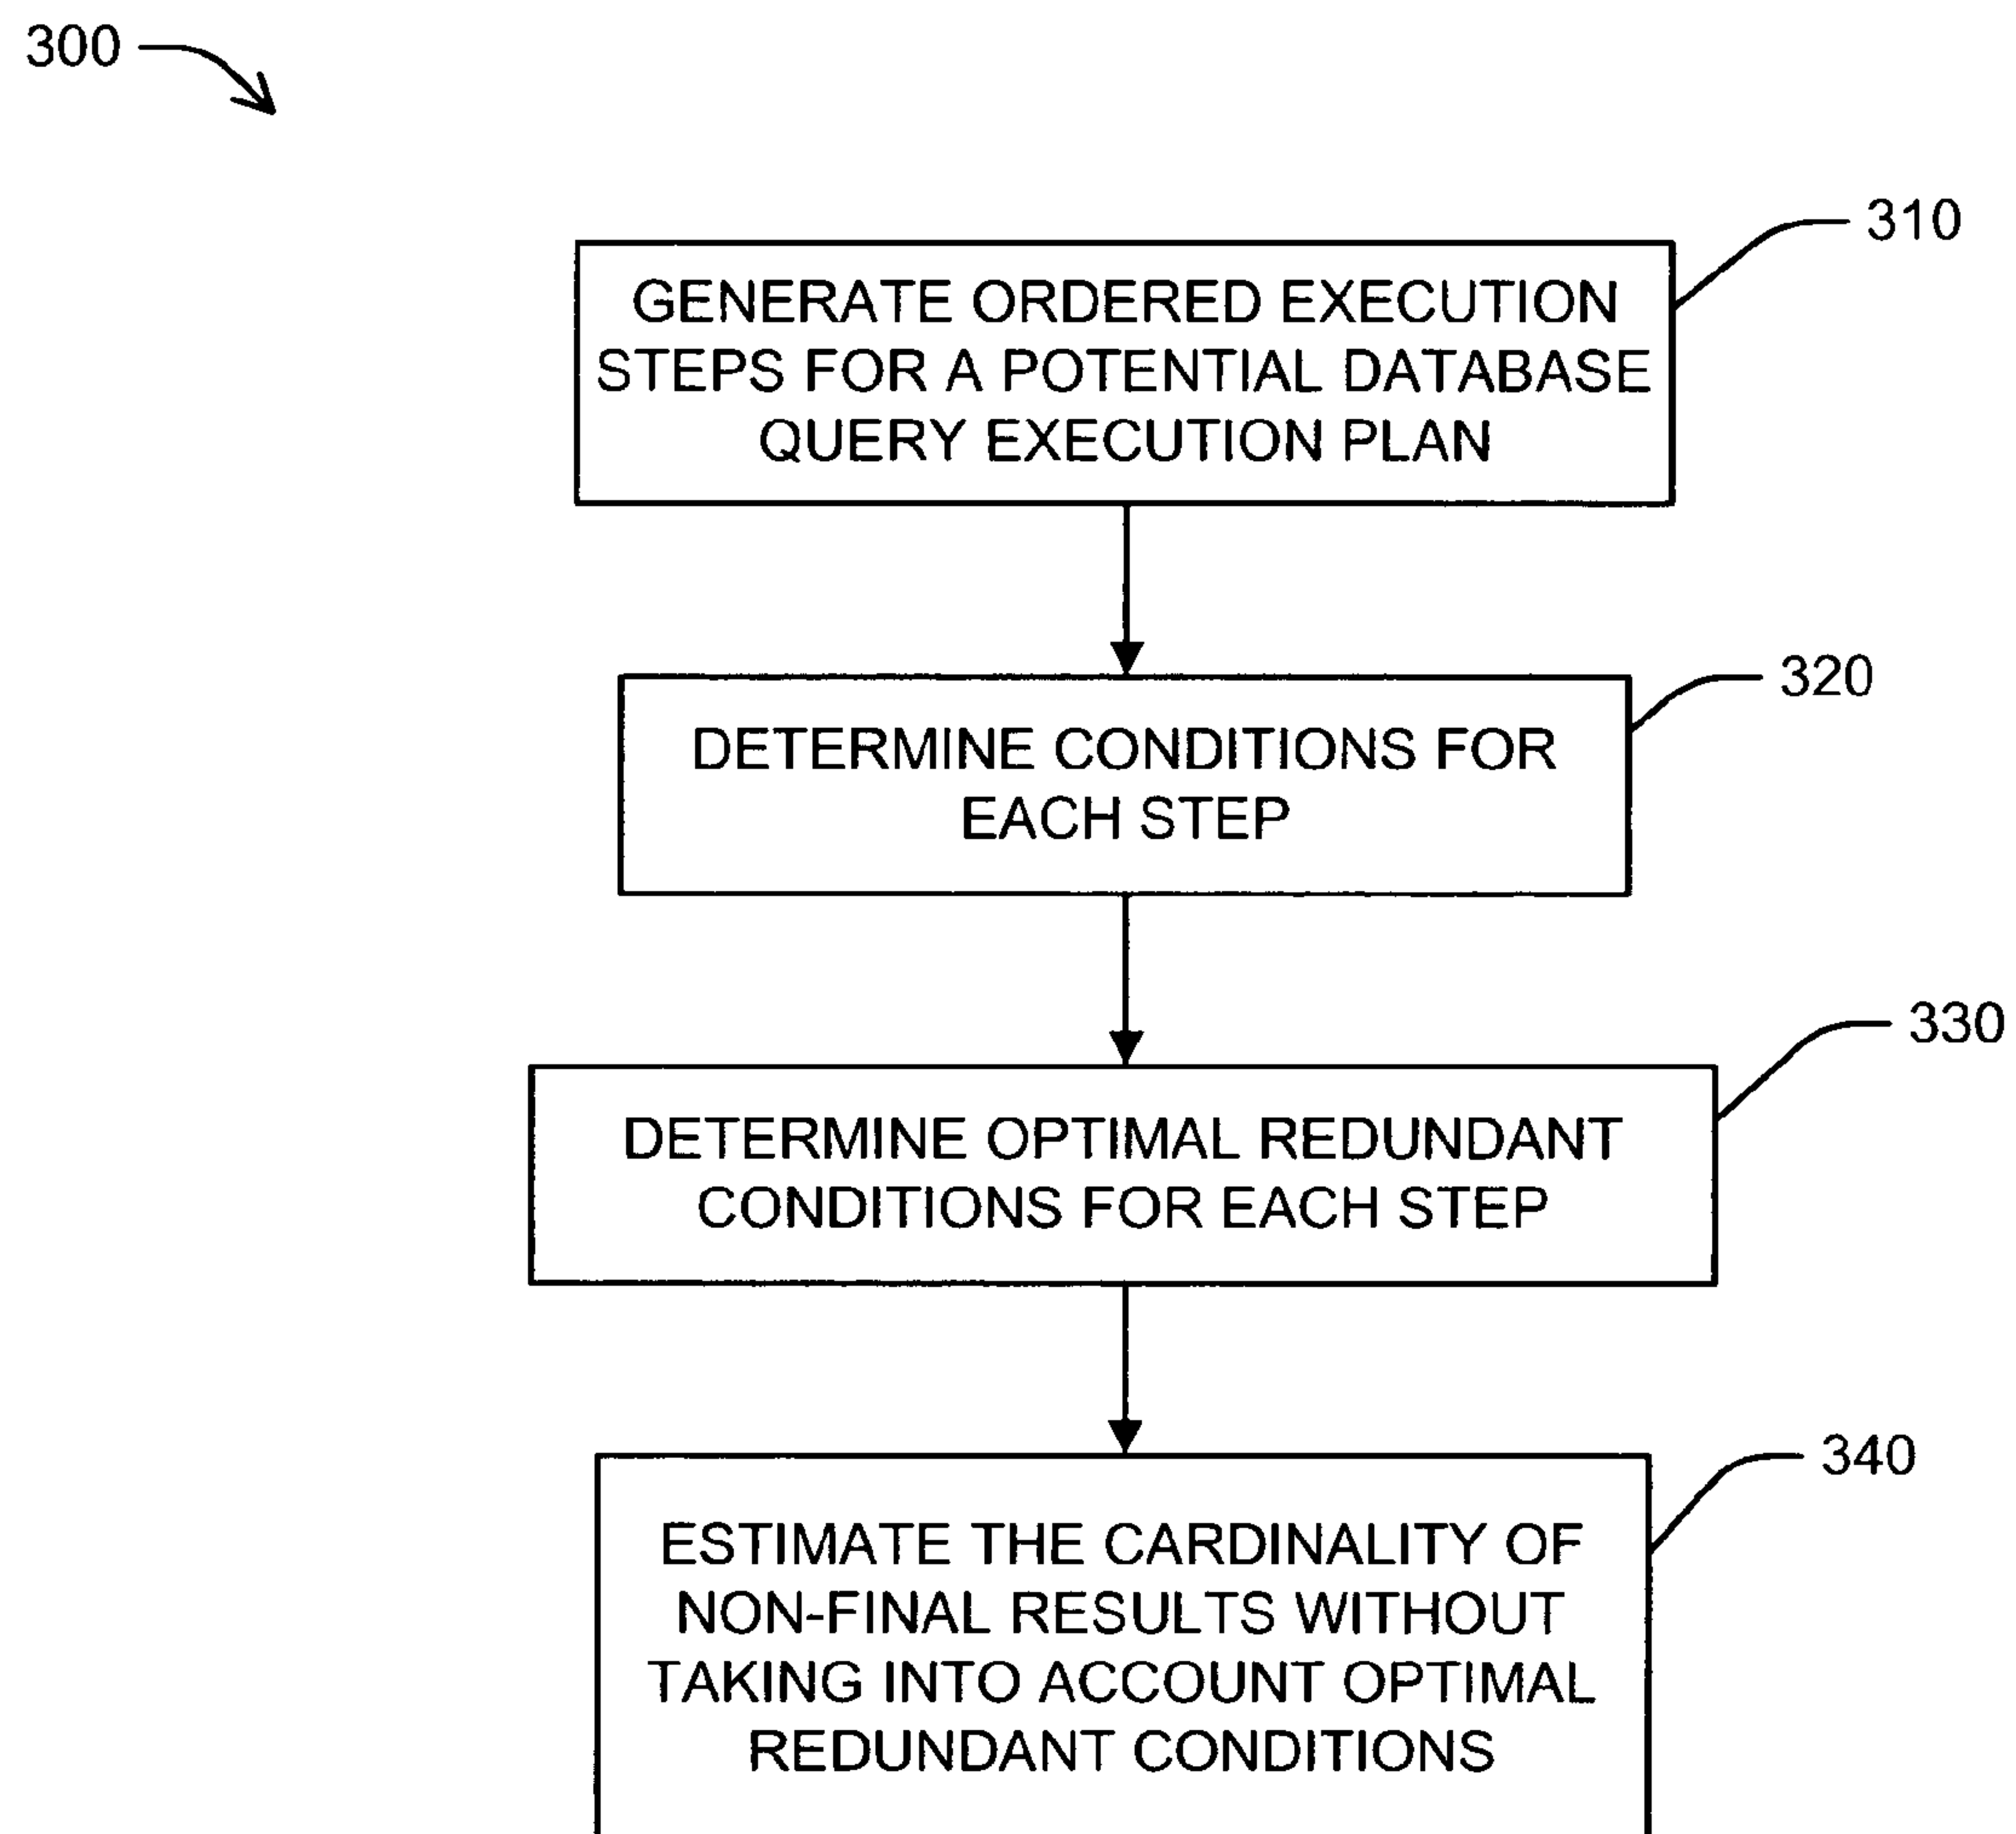 300
310
GENERATE ORDERED EXECUTION
STEPS FOR A POTENTIAL DATABASE
QUERY EXECUTION PLAN
320
DETERMINE CONDITIONS FOR
EACH STEP
330
DETERMINE OPTIMAL REDUNDANT
CONDITIONS FOR EACH STEP
340
ESTIMATE THE CARDINALITY OF
NON-FINAL RESULTS WITHOUT
TAKING INTO ACCOUNT OPTIMAL
REDUNDANT CONDITIONS